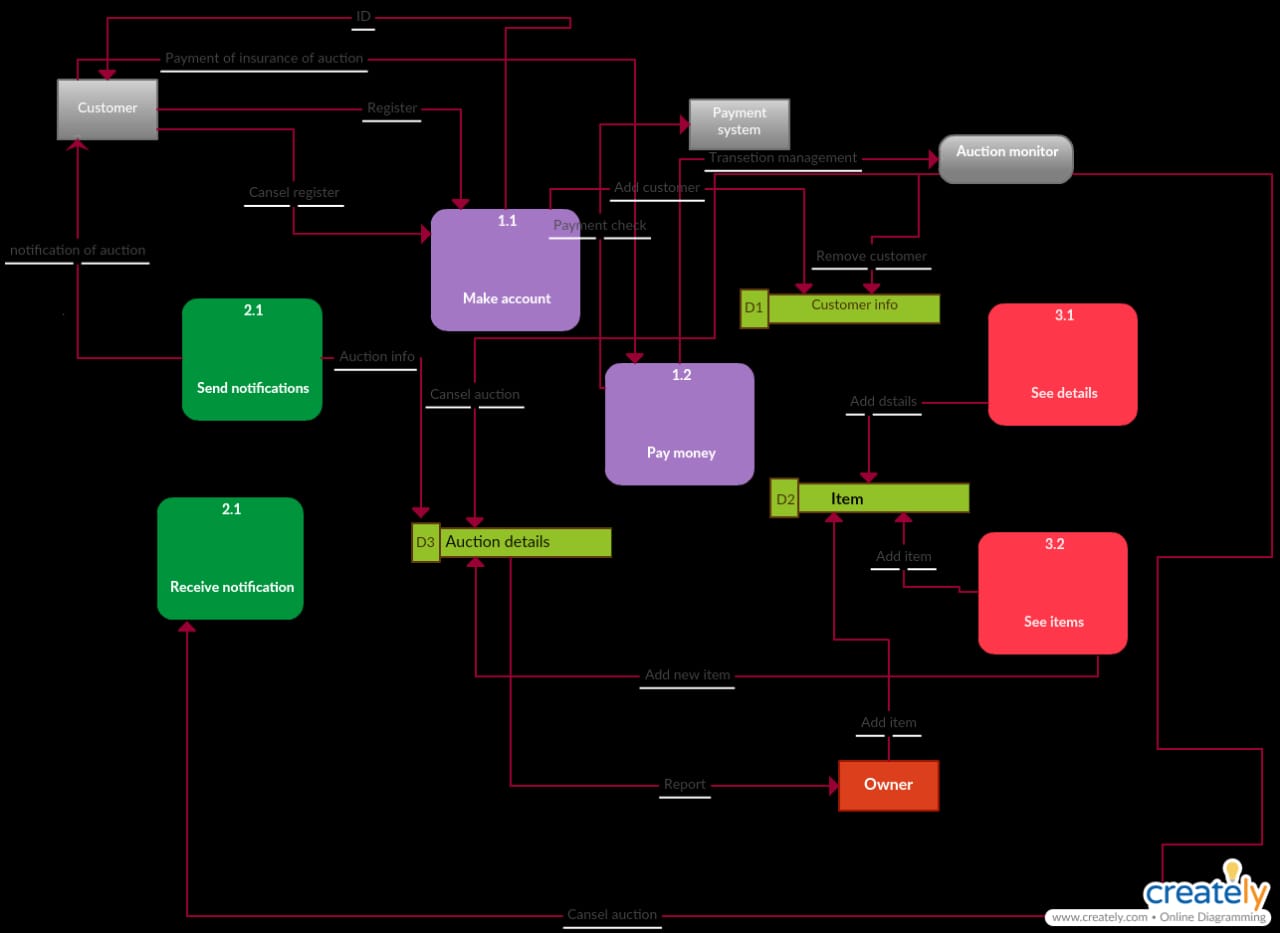 ID
Payment of insurance of auction
Customer
Register
Payment
system
Auction monitor
Transetion management
Cansel register
Add customer
1.1
Payment check
notification of auction
Remove customer
Make account
D1
Customer info
2.1
3.1
Auction info
1.2
Send notifications
Cansel auction
See details
Add dstails
Pay money
D2
Item
2.1
D3
Auction details
3.2
Add item
Receive notification
See items
Add new item
Add item
Report
Owner
creately
www.creately.com • Online Diagramming
Cansel auction